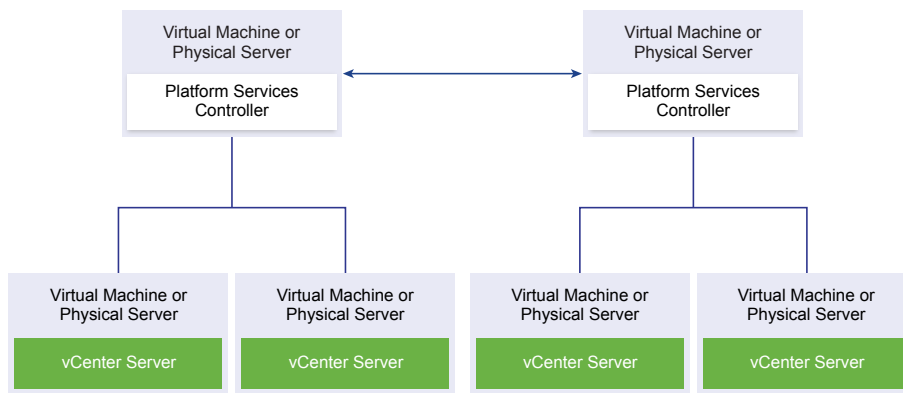 Virtual Machine or
Physical Server
Platform Services
Controller
Virtual Machine or
Physical Server
Platform Services
Controller
Virtual Machine or
Physical Server
vCenter Server
Virtual Machine or
Physical Server
vCenter Server
Virtual Machine or
Physical Server
vCenter Server
Virtual Machine or
Physical Server
vCenter Server